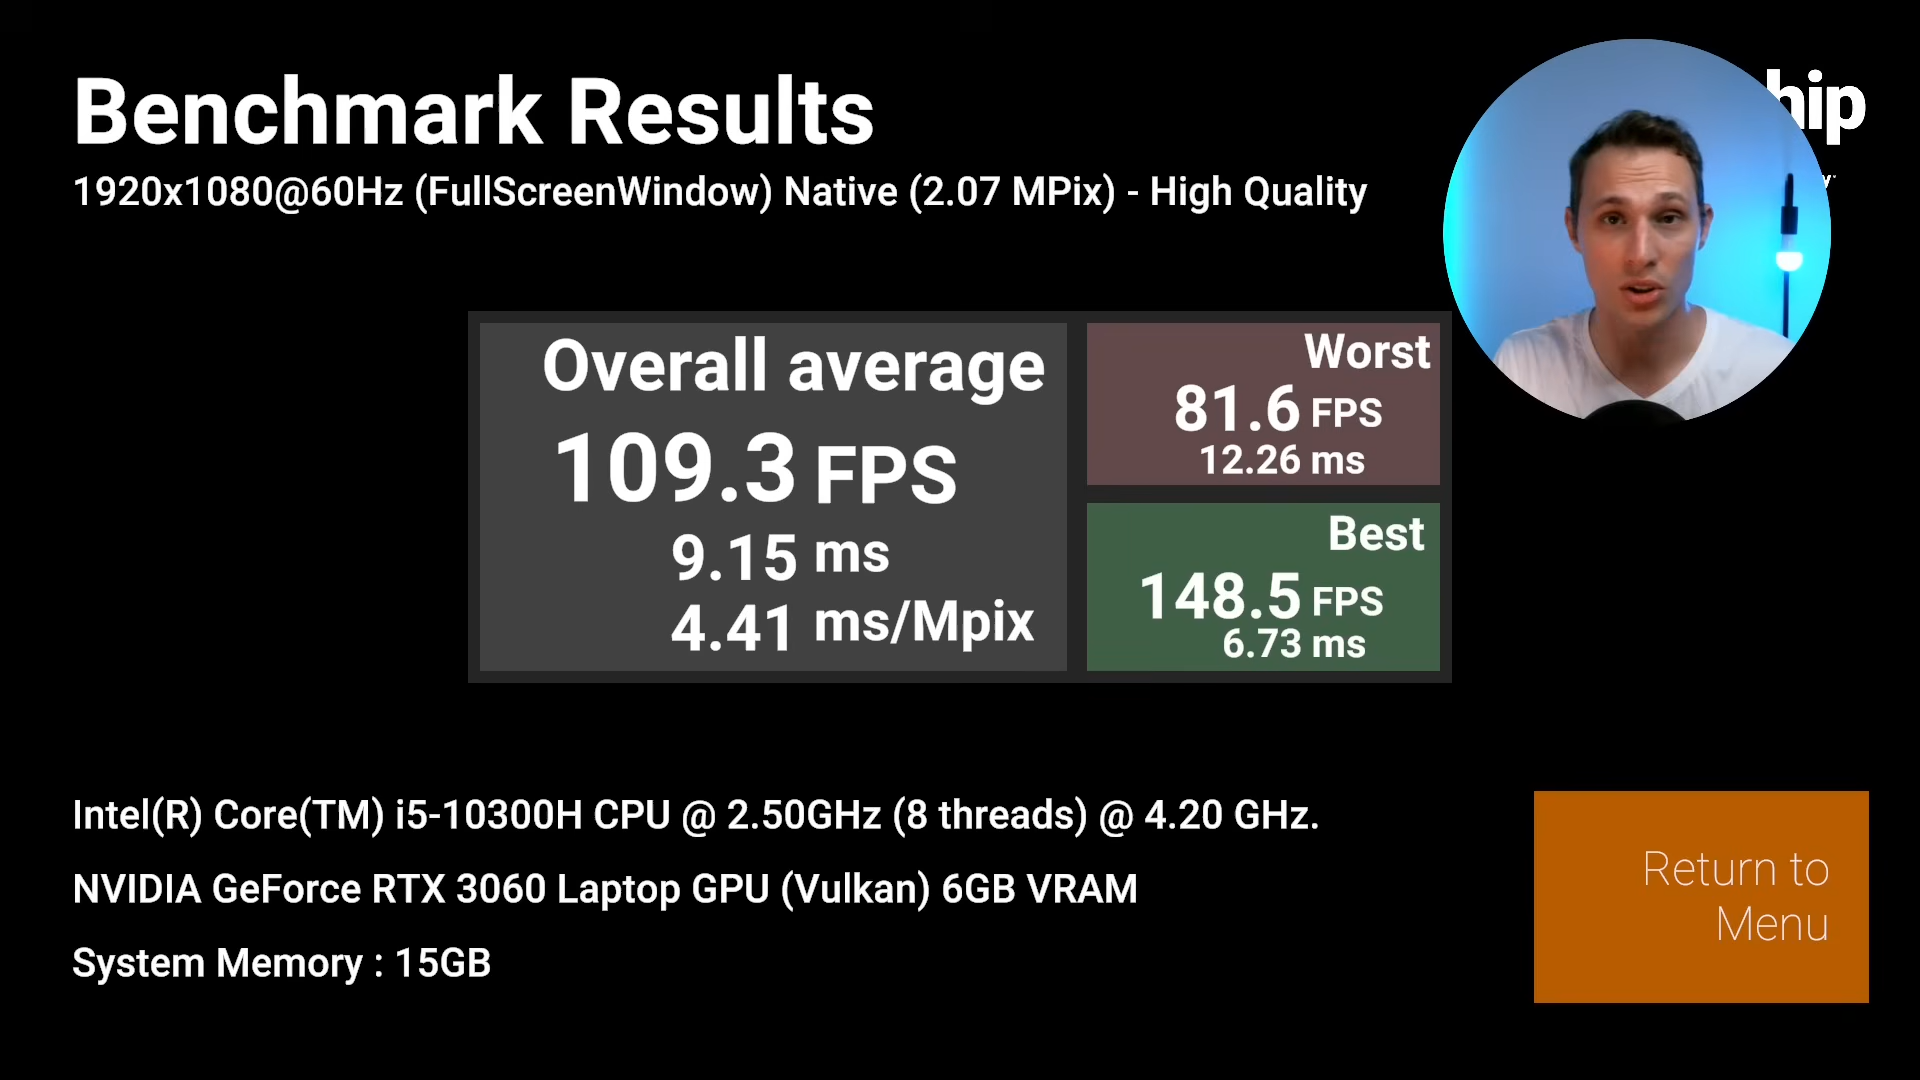 Benchmark Results
1920x1080@60Hz (FullScreenWindow) Native (2.07 MPix) - High Quality
Overall average
109.3 FPS
9.15 ms
4.41 ms/Mpix
Worst
81.6 FPS
12.26 ms
Best
148.5 FPS
6.73 ms
Intel(R) Core(TM) i5-10300H CPU @ 2.50GHz (8 threads) @ 4.20 GHz.
NVIDIA GeForce RTX 3060 Laptop GPU (Vulkan) 6GB VRAM
System Memory : 15GB
Return to
Menu